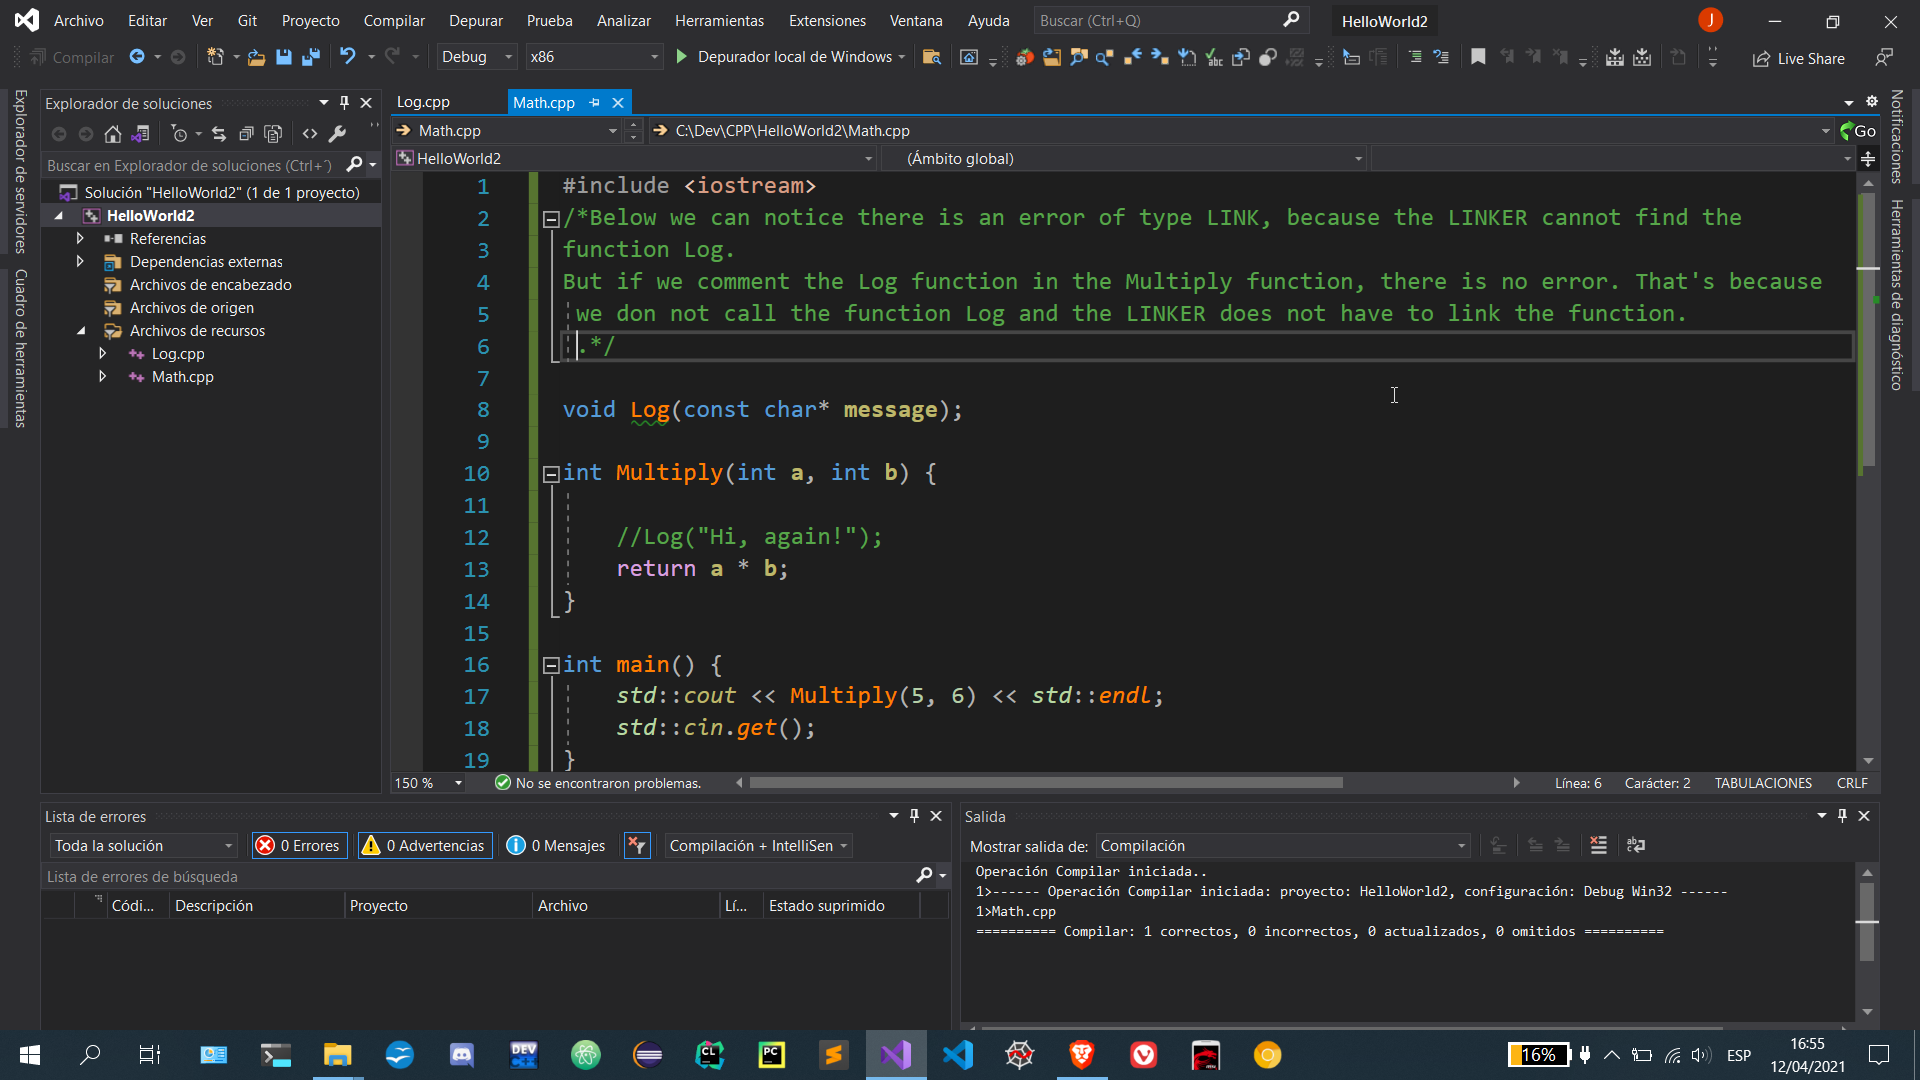 Archivo Editar Ver Git Proyecto Compilar Depurar Prueba Analizar Herramientas Extensiones Ventana Ayuda Buscar (Ctrl+Q) HelloWorld2 J
Compilar Debug x86 Depurador local de Windows Live Share
Explorador de servidores
Cuadro de herramientas
Explorador de soluciones
Buscar en Explorador de soluciones (Ctrl+´)
Solución "HelloWorld2" (1 de 1 proyecto)
HelloWorld2
Referencias
Dependencias externas
Archivos de encabezado
Archivos de origen
Archivos de recursos
Log.cpp
Math.cpp
Log.cpp Math.cpp
Math.cpp C:\Dev\CPP\HelloWorld2\Math.cpp Go
HelloWorld2 (Ámbito global)
1 #include <iostream>
2 /*Below we can notice there is an error of type LINK, because the LINKER cannot find the
3 function Log.
4 But if we comment the Log function in the Multiply function, there is no error. That's because
5 we don not call the function Log and the LINKER does not have to link the function.
6 .*/
7
8 void Log(const char* message);
9
10 int Multiply(int a, int b) {
11
12 //Log("Hi, again!");
13 return a * b;
14 }
15
16 int main() {
17 std::cout << Multiply(5, 6) << std::endl;
18 std::cin.get();
19 }
150 % No se encontraron problemas. Línea: 6 Carácter: 2 TABULACIONES CRLF
Notificaciones
Herramientas de diagnóstico
Lista de errores
Toda la solución 0 Errores 0 Advertencias 0 Mensajes Compilación + IntelliSen
Lista de errores de búsqueda
Códi... Descripción Proyecto Archivo Lí... Estado suprimido
Salida
Mostrar salida de: Compilación
Operación Compilar iniciada..
1>------ Operación Compilar iniciada: proyecto: HelloWorld2, configuración: Debug Win32 ------
1>Math.cpp
========== Compilar: 1 correctos, 0 incorrectos, 0 actualizados, 0 omitidos ==========
DEV CL PC 16% ESP 16:55
12/04/2021